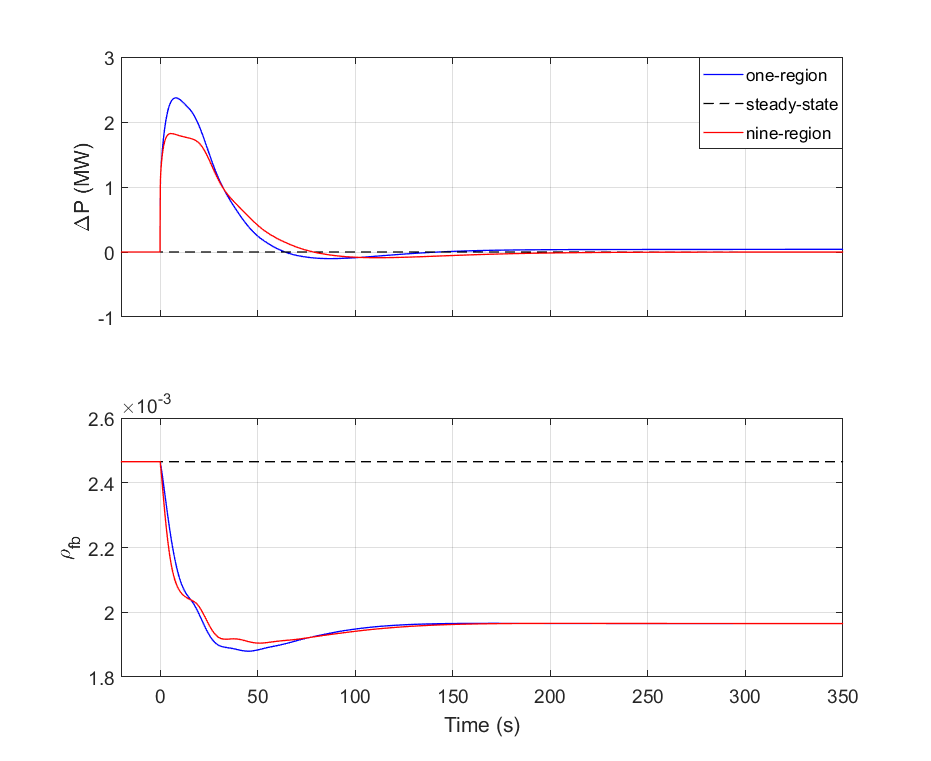 3
2
1
0
-1
ΔP (MW)
one-region
steady-state
nine-region
×10-3
2.6
2.4
2.2
2
1.8
ρfb
0 50 100 150 200 250 300 350
Time (s)